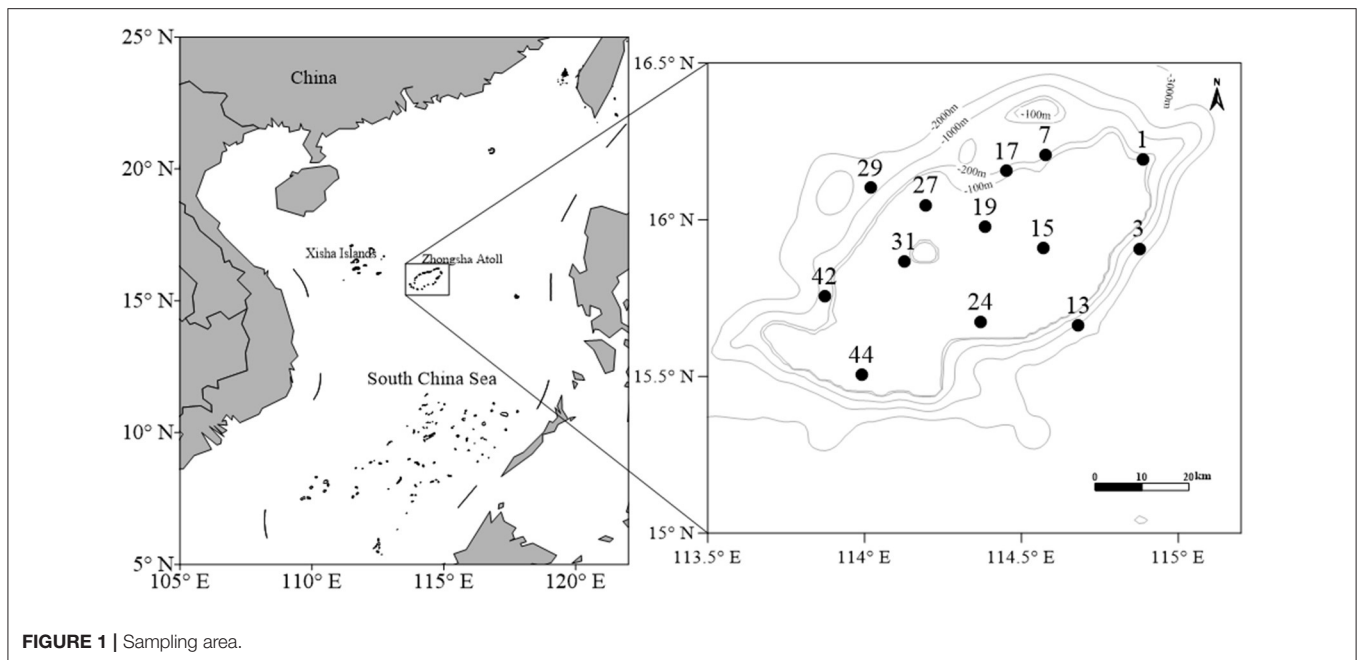 25° N
20° N
15° N
10° N
5° N
105° E
110° E
115° E
120° E
China
Xisha Islands
Zhongsha Atoll
South China Sea
16.5° N
16° N
15.5° N
15° N
113.5° E
114° E
114.5° E
115° E
-3000m
N
-2000m
-1000m
-100m
-200m
-100m
1
7
17
29
27
19
15
3
31
42
24
13
44
0 10 20 km
FIGURE 1 | Sampling area.